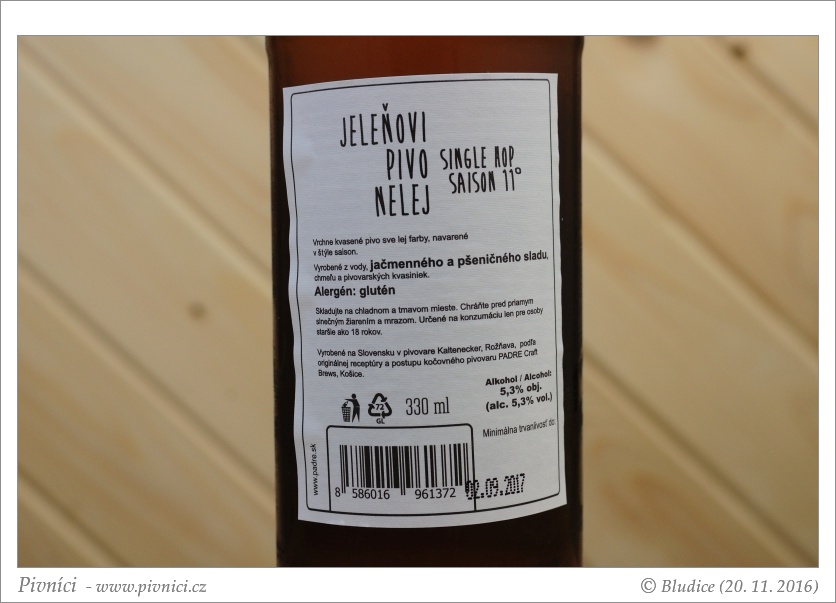 JELEŇOVI
PIVO
NELEJ
SINGLE HOP
SAISON 11°
Vrchne kvasené pivo sve lej farby, navarené
v štýle saison.
Vyrobené z vody, jačmenného a pšeničného sladu,
chmeľu a pivovarských kvasiniek.
Alergén: glutén
Skladujte na chladnom a tmavom mieste. Chráňte pred priamym
slnečným žiarením a mrazom. Určené na konzumáciu len pre osoby
staršie ako 18 rokov.
Vyrobené na Slovensku v pivovare Kaltenecker, Rožňava, podľa
originálnej receptúry a postupu kočovného pivovaru PADRE Craft
Brews, Košice.
Alkohol / Alcohol:
5,3% obj.
(alc. 5,3% vol.)
72
GL
330 ml
Minimálna trvanlivosť do:
www.padre.sk
8 586016 961372
02.09.2017
Pivníci - www.pivnici.cz
© Bludice (20. 11. 2016)